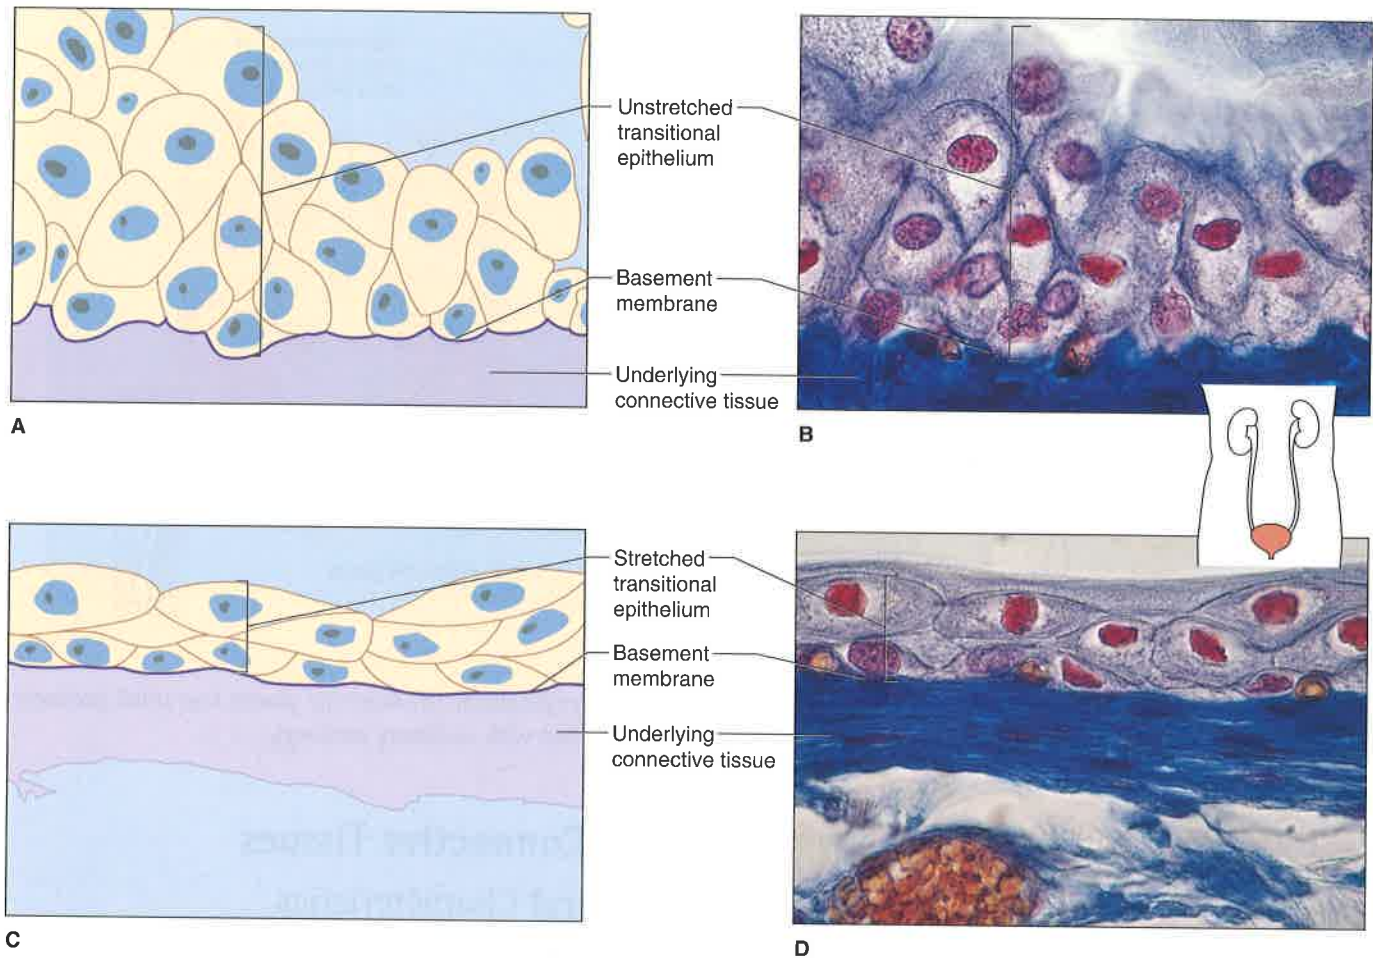 Unstretched
transitional
epithelium
Basement
membrane
Underlying
connective tissue
A
B
Stretched
transitional
epithelium
Basement
membrane
Underlying
connective tissue
C
D